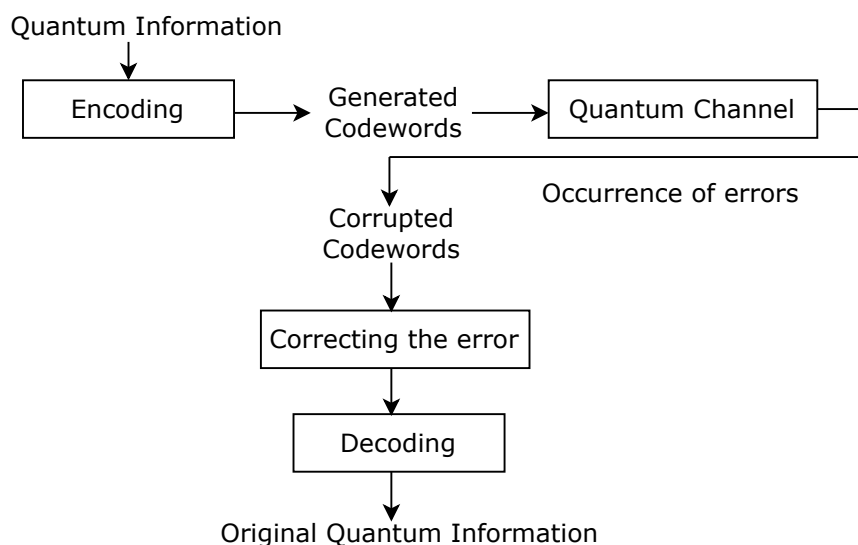 Quantum Information
Encoding
Generated
Codewords
Quantum Channel
Occurrence of errors
Corrupted
Codewords
Correcting the error
Decoding
Original Quantum Information